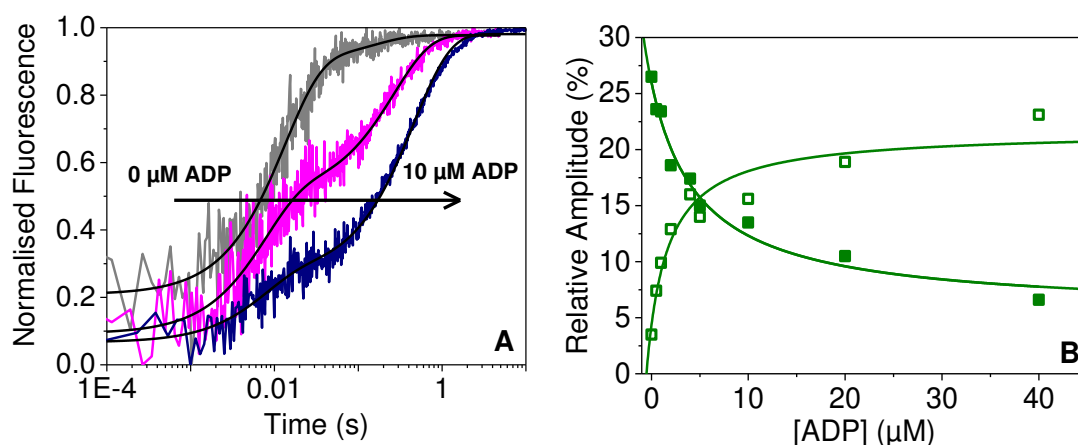 Normalised Fluorescence
1.0
0.8
0.6
0.4
0.2
0.0
0 µM ADP
10 µM ADP
A
1E-4
0.01
1
Time (s)
Relative Amplitude (%)
30
25
20
15
10
5
0
B
0
10
20
30
40
[ADP] (µM)